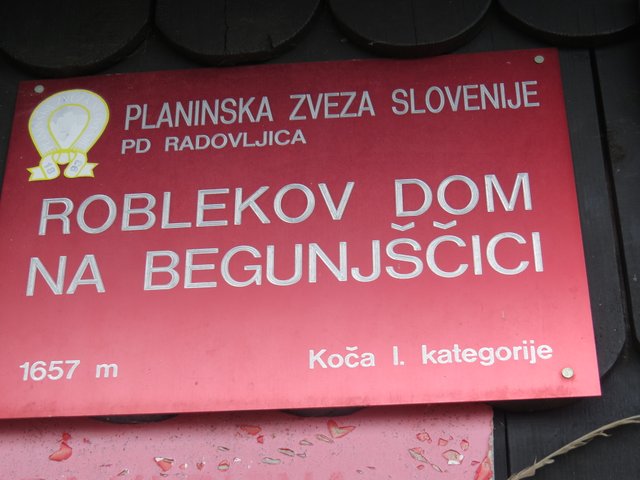 PLANINSKA ZVEZA SLOVENIJE
PD RADOVLJICA
ROBLEKOV DOM
NA BEGUNJŠČICI
1657 m
Koča I. kategorije